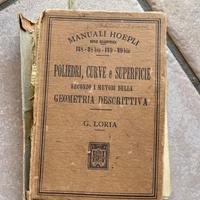 MANUALI HOEPLI
POLIEDRI, CURVE e SUPERFICIE
SECONDO I METODI DELLA
GEOMETRIA DESCRITTIVA
G. LORIA